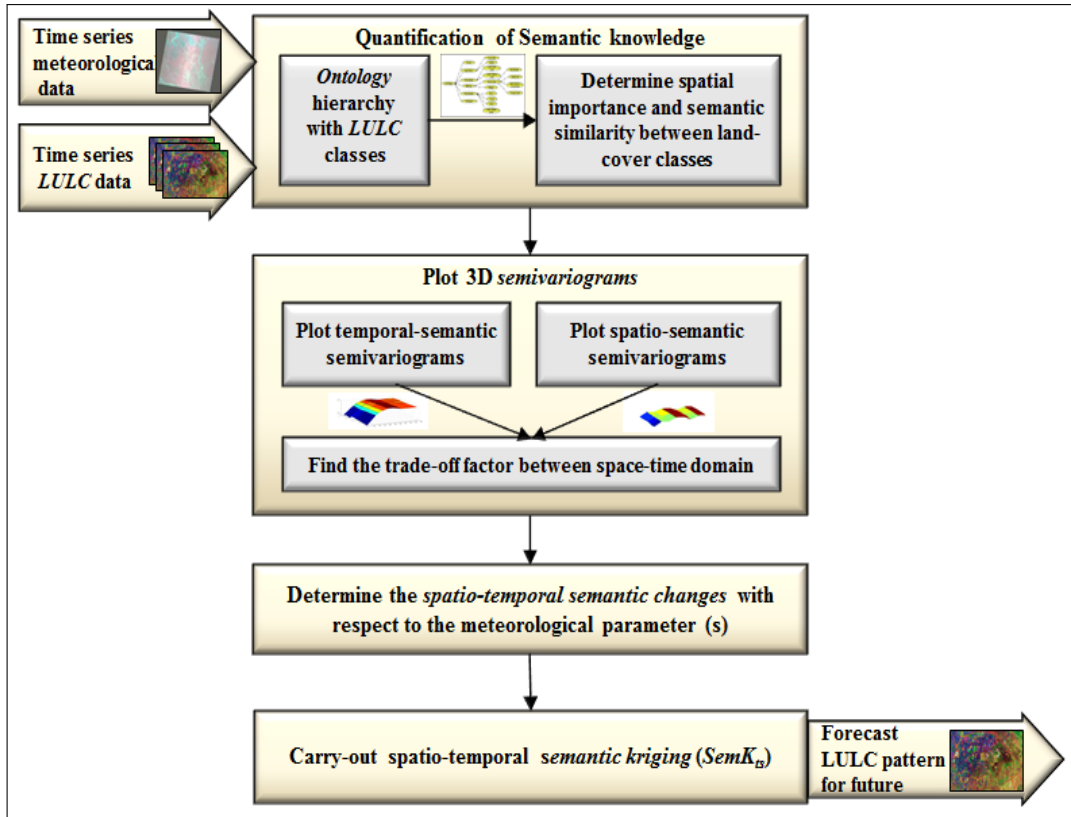 Time series
meteorological
data
Time series
LULC data
Quantification of Semantic knowledge
Ontology
hierarchy
with LULC
classes
Determine spatial
importance and semantic
similarity between land-
cover classes
Plot 3D semivariograms
Plot temporal-semantic
semivariograms
Plot spatio-semantic
semivariograms
Find the trade-off factor between space-time domain
Determine the spatio-temporal semantic changes with
respect to the meteorological parameter (s)
Carry-out spatio-temporal semantic kriging (SemKts)
Forecast
LULC pattern
for future